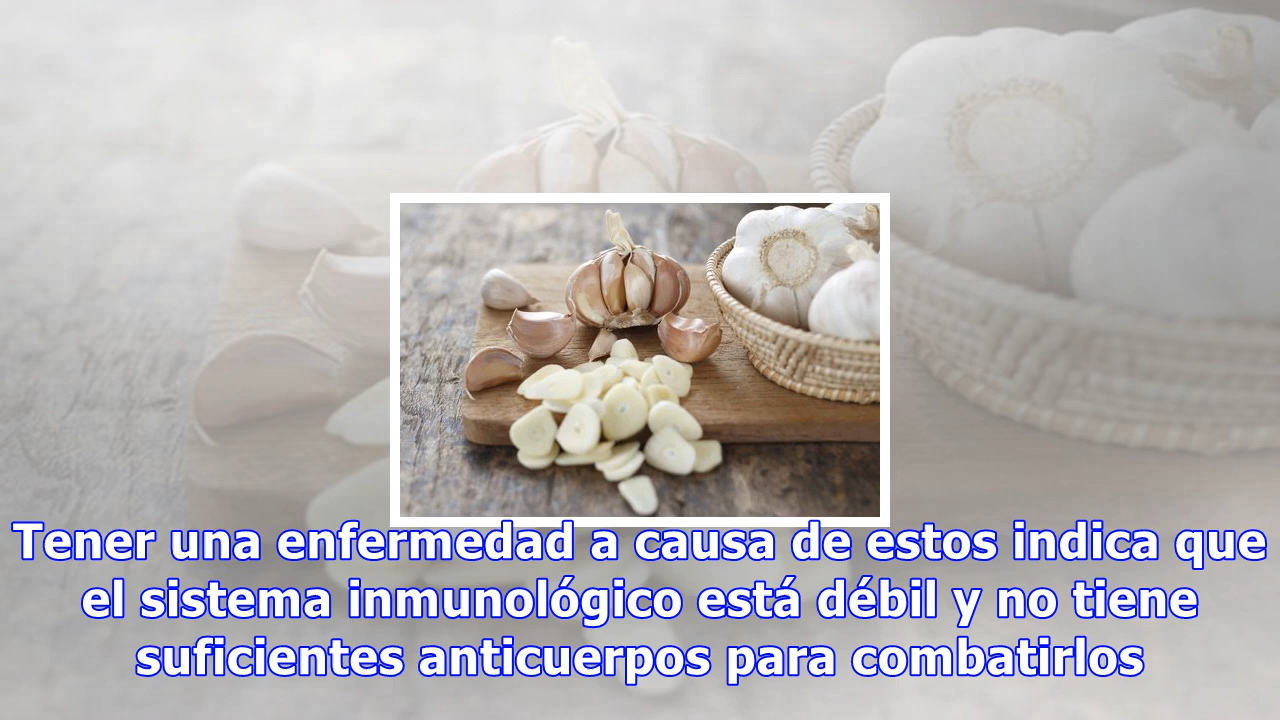 Tener una enfermedad a causa de estos indica que
el sistema inmunológico está débil y no tiene
suficientes anticuerpos para combatirlos